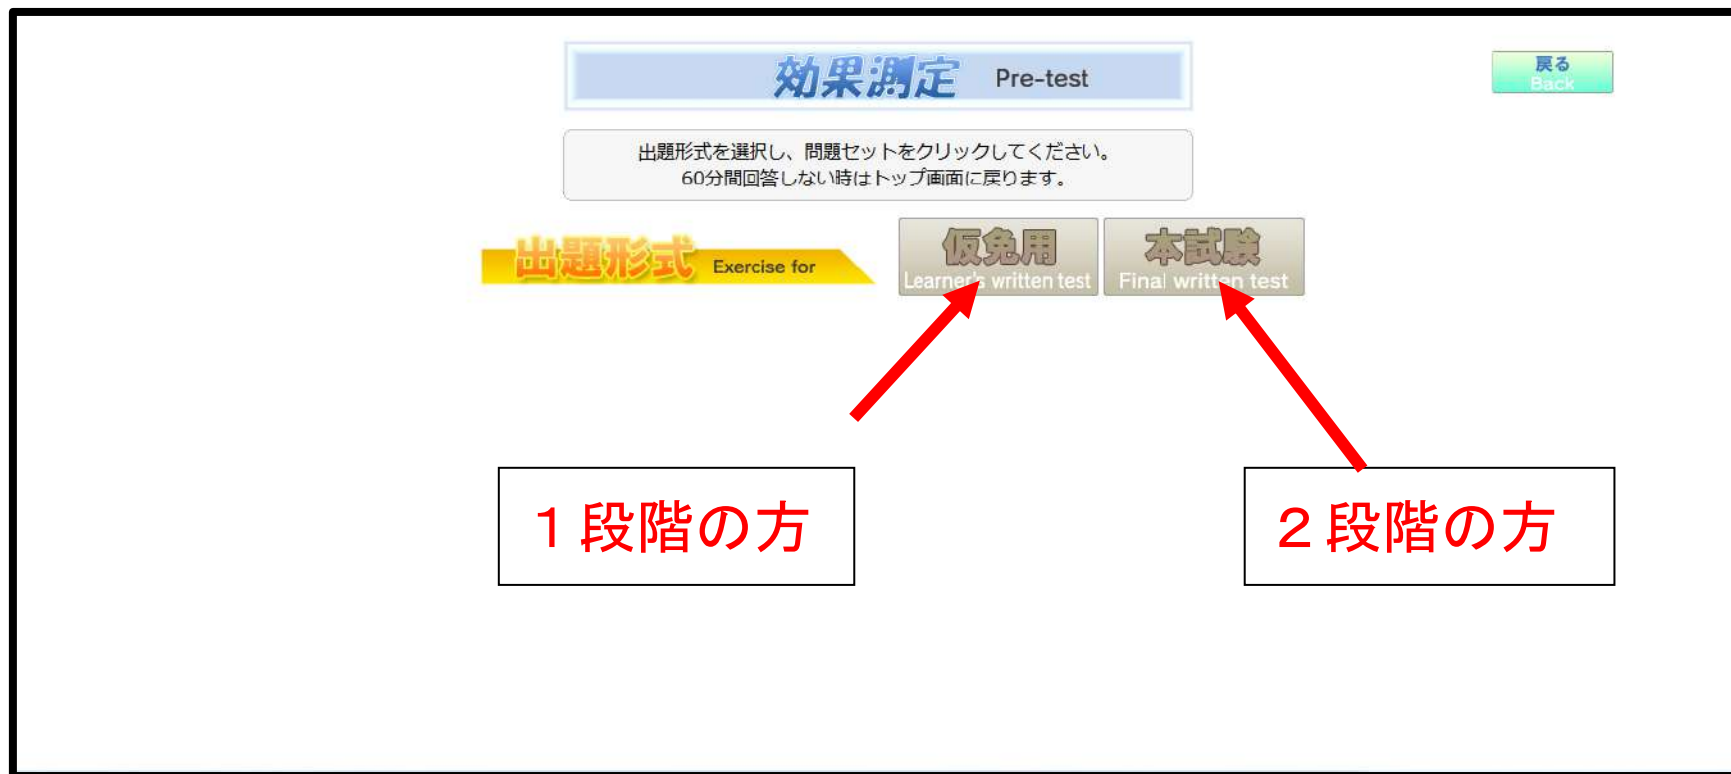 効果測定 Pre-test
戻る
Back
出題形式を選択し、問題セットをクリックしてください。
60分間回答しない時はトップ画面に戻ります。
出題形式 Exercise for
仮免用
Learner's written test
本試験
Final written test
１段階の方
２段階の方